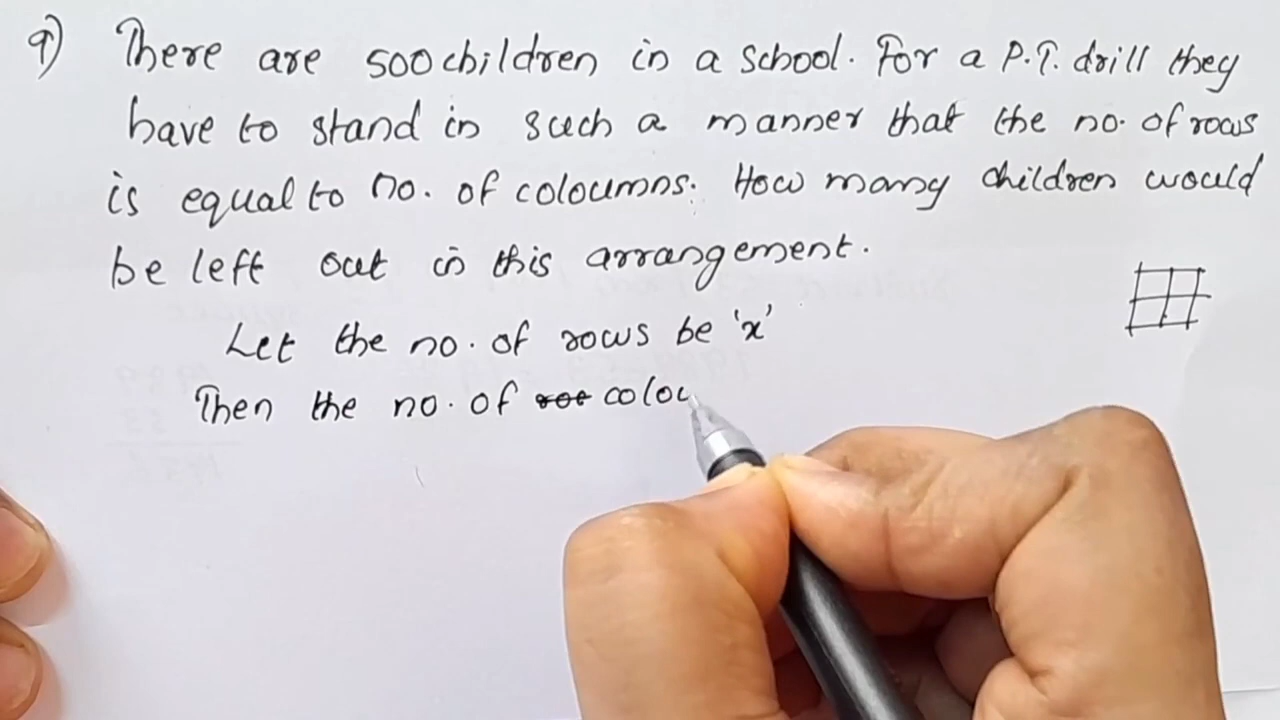 9) There are 500 children in a school. For a P.T. drill they
have to stand in such a manner that the no. of rows
is equal to no. of coloumns. How many children would
be left out in this arrangement.
Let the no. of rows be 'x'
Then the no. of colou